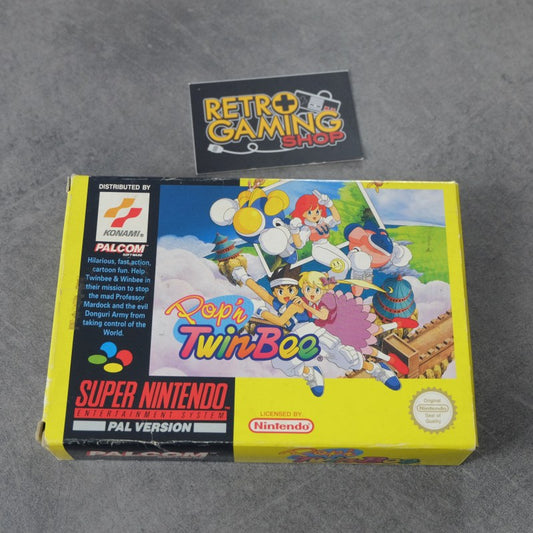 RETRO
GAMING
SHOP
DISTRIBUTED BY
KONAMI®
PALCOM
SOFTWARE
Hilarious, fast action,
cartoon fun. Help
Twinbee & Winbee in
their mission to stop
the mad Professor
Mardock and the evil
Donguri Army from
taking control of the
World.
Pop'n
TwinBee
SUPER NINTENDO
ENTERTAINMENT SYSTEM
PAL VERSION
LICENSED BY
Nintendo
Original
Nintendo
Seal of
Quality
PALCOM
Pop'n
TwinBee